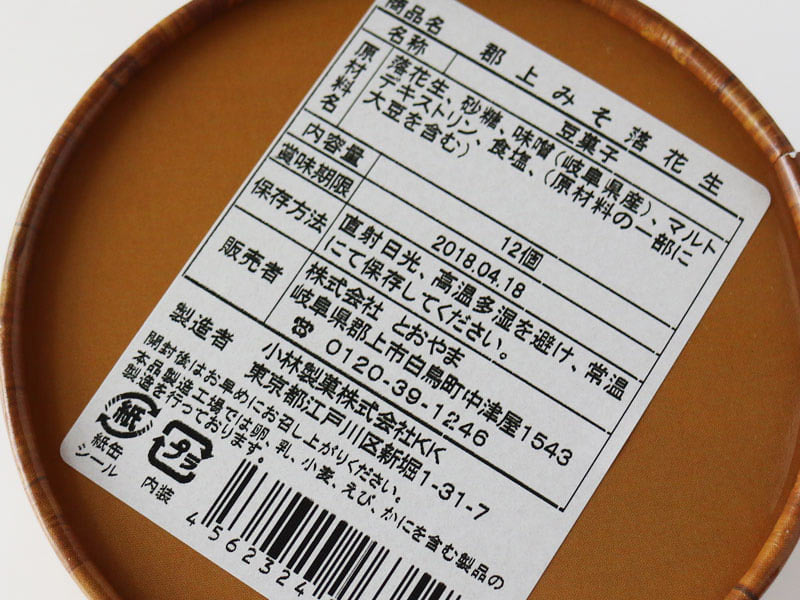 商品名 郡上みそ落花生
名称 豆菓子
原材料名 落花生、砂糖、味噌(岐阜県産)、マルト
デキストリン、食塩、(原材料の一部に
大豆を含む)
内容量 12個
賞味期限 2018.04.18
保存方法 直射日光、高温多湿を避け、常温
にて保存してください。
販売者 株式会社 とおやま
岐阜県郡上市白鳥町中津屋1543
☎ 0120-39-1246
製造者 小林製菓株式会社KK
東京都江戸川区新堀1-31-7
開封後はお早めにお召し上がりください。
本品製造工場では卵、乳、小麦、えび、かにを含む製品の
製造を行っております。
紙
プラ
紙缶
シール
内装
4 562324